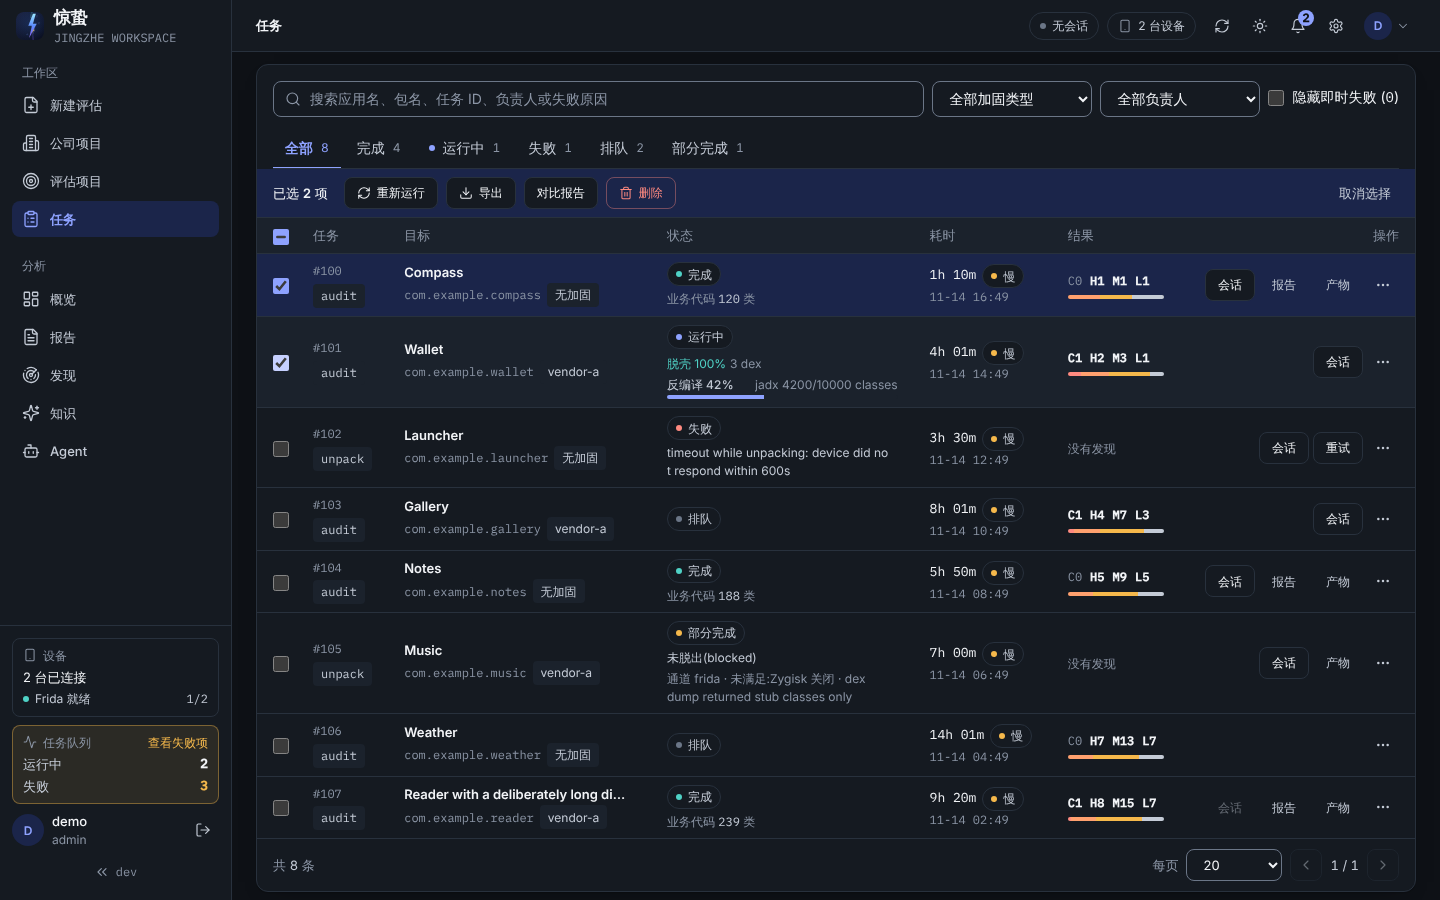 惊蛰
JINGZHE WORKSPACE
工作区
新建评估
公司项目
评估项目
任务
分析
概览
报告
发现
知识
Agent
设备
2 台已连接
Frida 就绪 1/2
任务队列 查看失败项
运行中 2
失败 3
D demo
admin
dev
任务
无会话 2 台设备 2 D
搜索应用名、包名、任务 ID、负责人或失败原因 全部加固类型 全部负责人 隐藏即时失败 (0)
全部 8 完成 4 运行中 1 失败 1 排队 2 部分完成 1
已选 2 项 重新运行 导出 对比报告 删除 取消选择
任务 目标 状态 耗时 结果 操作
#100 Compass 完成 1h 10m 慢 C0 H1 M1 L1 会话 报告 产物 ...
audit com.example.compass 无加固 业务代码 120 类 11-14 16:49
#101 Wallet 运行中 4h 01m 慢 C1 H2 M3 L1 会话 ...
audit com.example.wallet vendor-a 脱壳 100% 3 dex 11-14 14:49
反编译 42% jadx 4200/10000 classes
#102 Launcher 失败 3h 30m 慢 没有发现 会话 重试 ...
unpack com.example.launcher 无加固 timeout while unpacking: device did no 11-14 12:49
t respond within 600s
#103 Gallery 排队 8h 01m 慢 C1 H4 M7 L3 会话 ...
audit com.example.gallery vendor-a 11-14 10:49
#104 Notes 完成 5h 50m 慢 C0 H5 M9 L5 会话 报告 产物 ...
audit com.example.notes 无加固 业务代码 188 类 11-14 08:49
#105 Music 部分完成 7h 00m 慢 没有发现 会话 产物 ...
unpack com.example.music vendor-a 未脱出(blocked) 11-14 06:49
通道 frida · 未满足:Zygisk 关闭 · dex
dump returned stub classes only
#106 Weather 排队 14h 01m 慢 C0 H7 M13 L7 ...
audit com.example.weather 无加固 11-14 04:49
#107 Reader with a deliberately long di... 完成 9h 20m 慢 C1 H8 M15 L7 会话 报告 产物 ...
audit com.example.reader vendor-a 业务代码 239 类 11-14 02:49
共 8 条 每页 20 1 / 1